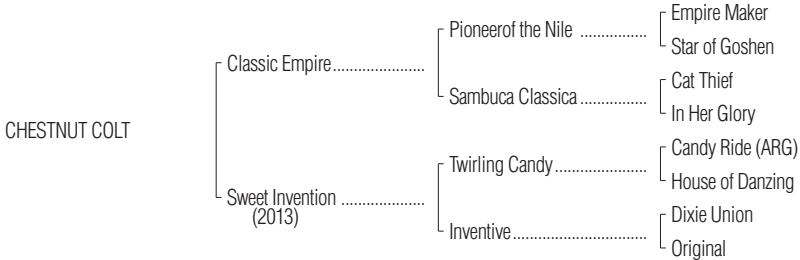 Empire Maker
Pioneerof the Nile ................
Star of Goshen
Classic Empire......................
Cat Thief
Sambuca Classica ................
In Her Glory
CHESTNUT COLT
Candy Ride (ARG)
Twirling Candy......................
House of Danzing
Sweet Invention ....................
(2013)
Dixie Union
Inventive................................
Original